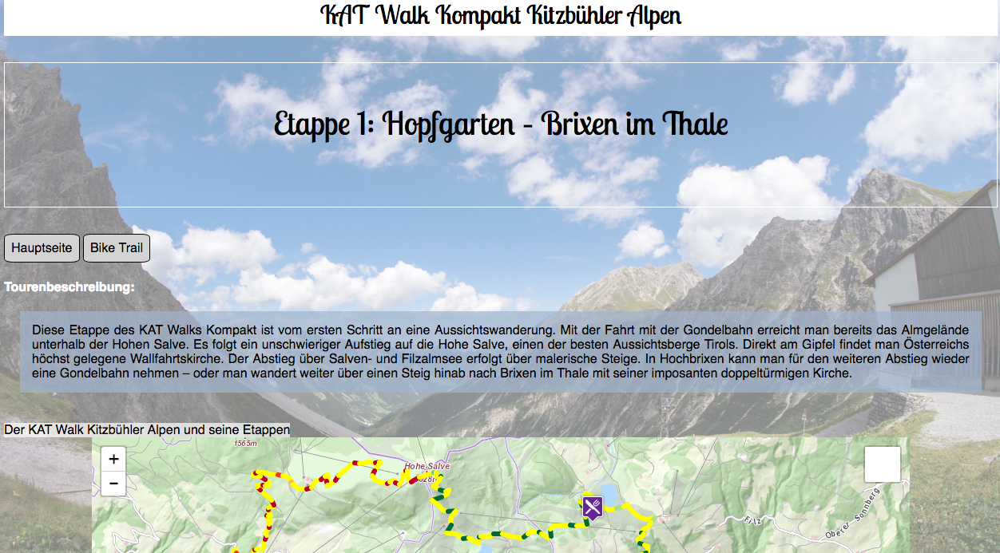 KAT Walk Kompakt Kitzbühler Alpen
Etappe 1: Hopfgarten - Brixen im Thale
Hauptseite
Bike Trail
Tourenbeschreibung:
Diese Etappe des KAT Walks Kompakt ist vom ersten Schritt an eine Aussichtswanderung. Mit der Fahrt mit der Gondelbahn erreicht man bereits das Almgelände
unterhalb der Hohen Salve. Es folgt ein unschwieriger Aufstieg auf die Hohe Salve, einen der besten Aussichtsberge Tirols. Direkt am Gipfel findet man Österreichs
höchst gelegene Wallfahrtskirche. Der Abstieg über Salven- und Filzalmsee erfolgt über malerische Steige. In Hochbrixen kann man für den weiteren Abstieg wieder
eine Gondelbahn nehmen – oder man wandert weiter über einen Steig hinab nach Brixen im Thale mit seiner imposanten doppeltürmigen Kirche.
Der KAT Walk Kitzbühler Alpen und seine Etappen
1565m
+
-
Hohe Salve
Filz
Oberer Sonnberg